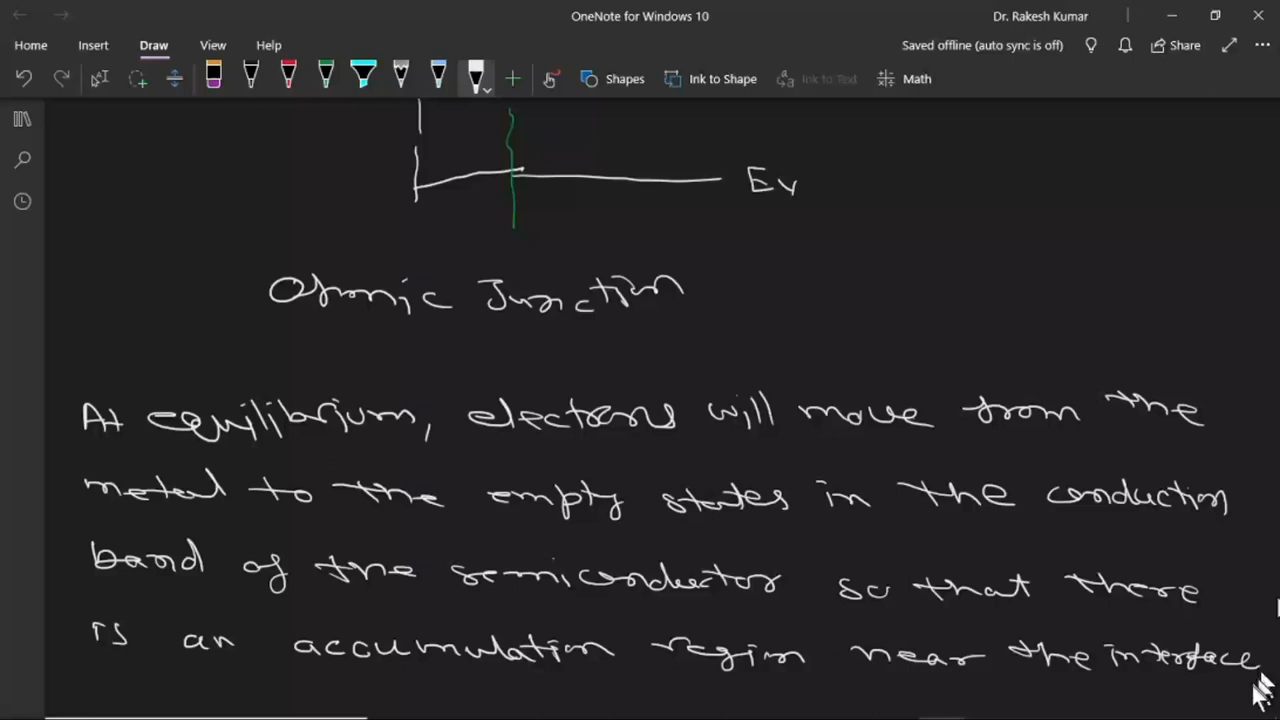 OneNote for Windows 10
Dr. Rakesh Kumar
Home
Insert
Draw
View
Help
Saved offline (auto sync is off)
Share
Shapes
Ink to Shape
Ink to Text
Math
Ev
Ohmic Junction
At equilibrium, electrons will move from the
metal to the empty states in the conduction
band of the semiconductor so that there
is an accumulation region near the interface